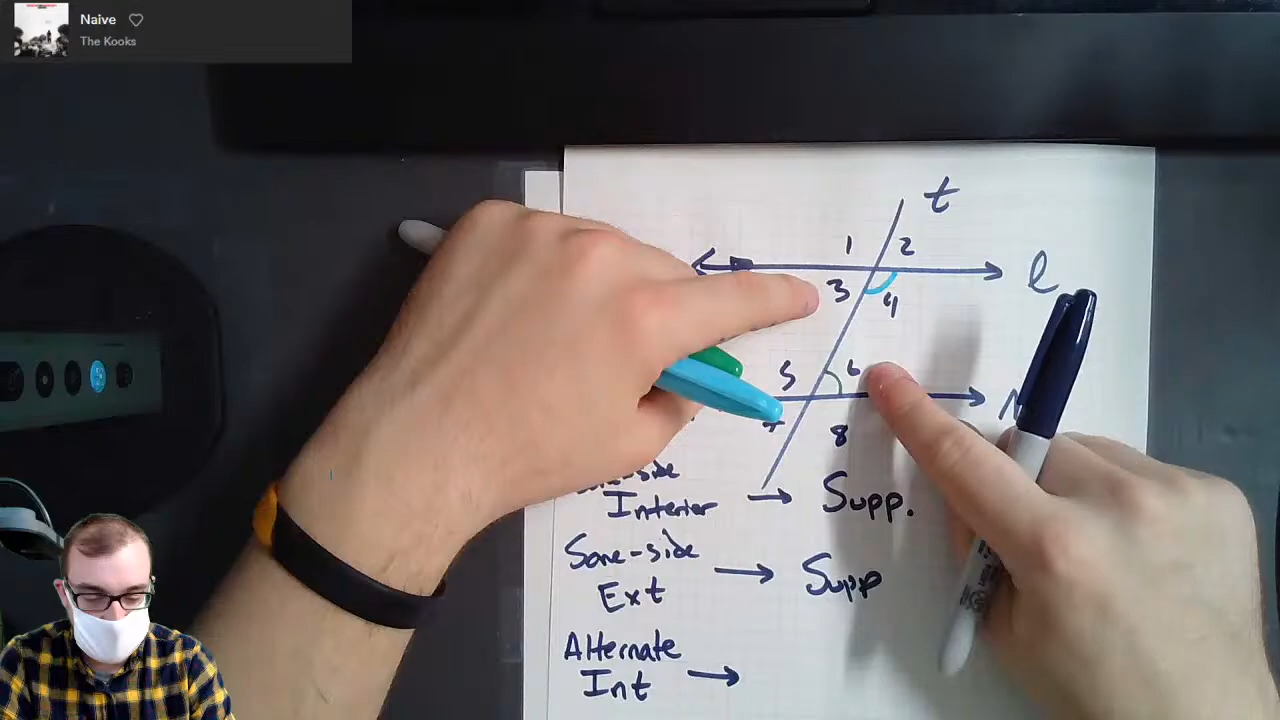 Naive
The Kooks
t
1 2
l
3 4
5 6
8
Interior → Supp.
Same-side
Ext → Supp
Alternate
Int →